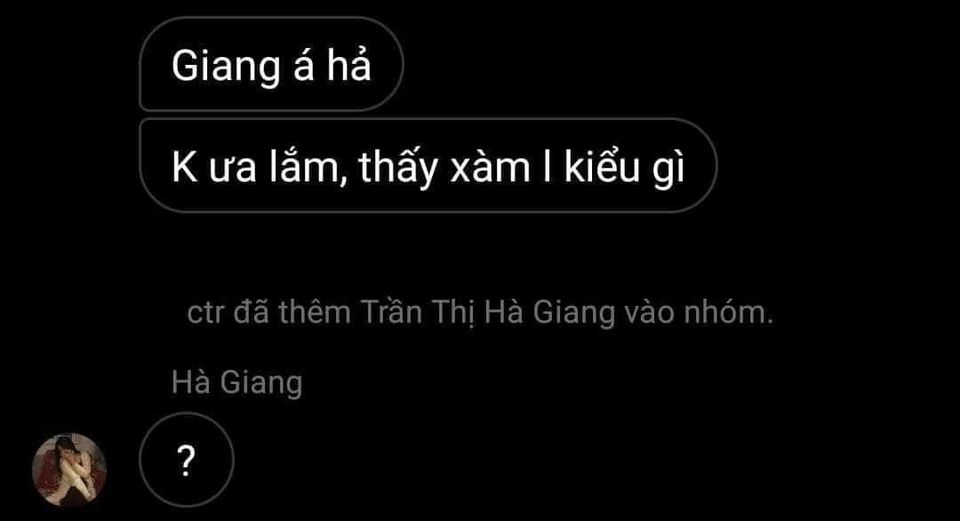 Giang á hả
K ưa lắm, thấy xàm l kiểu gì
ctr đã thêm Trần Thị Hà Giang vào nhóm.
Hà Giang
?